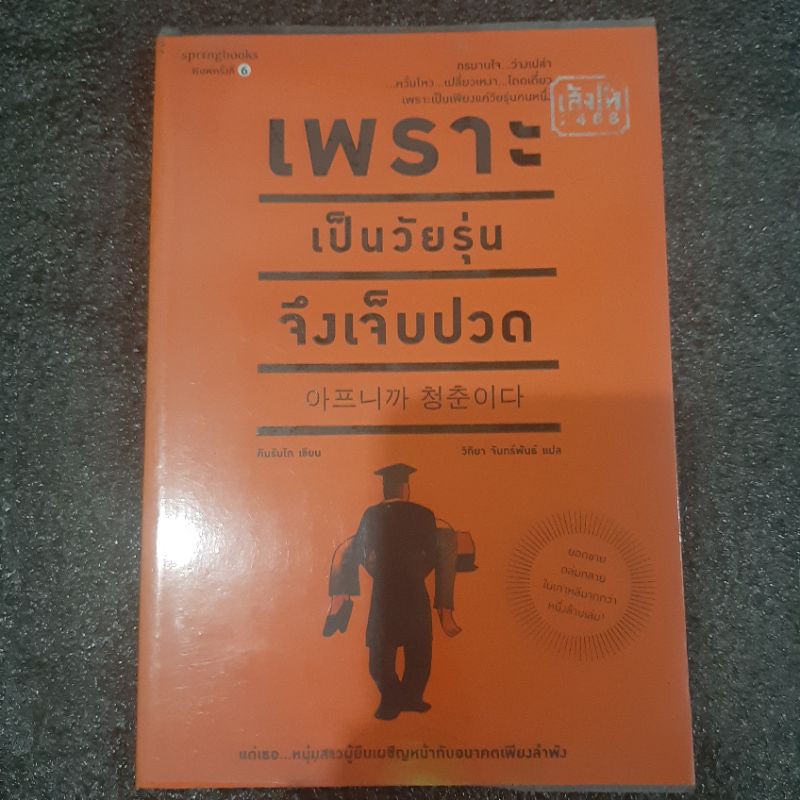 springbooks
พิมพ์ครั้งที่ 6
ทรมานใจ...ว่างเปล่า
...หวั่นไหว...เปลี่ยวเหงา...โดดเดี่ยว
เพราะเป็นเพียงแค่วัยรุ่นคนหนึ่ง
468
เพราะ
เป็นวัยรุ่น
จึงเจ็บปวด
아프니까 청춘이다
คิมรันโด เขียน
วิทิยา จันทร์พันธ์ แปล
ยอดขาย
ถล่มทลาย
ในเกาหลีมากกว่า
หนึ่งล้านเล่ม!
แด่เธอ...หนุ่มสาวผู้ยืนเผชิญหน้ากับอนาคตเพียงลำพัง